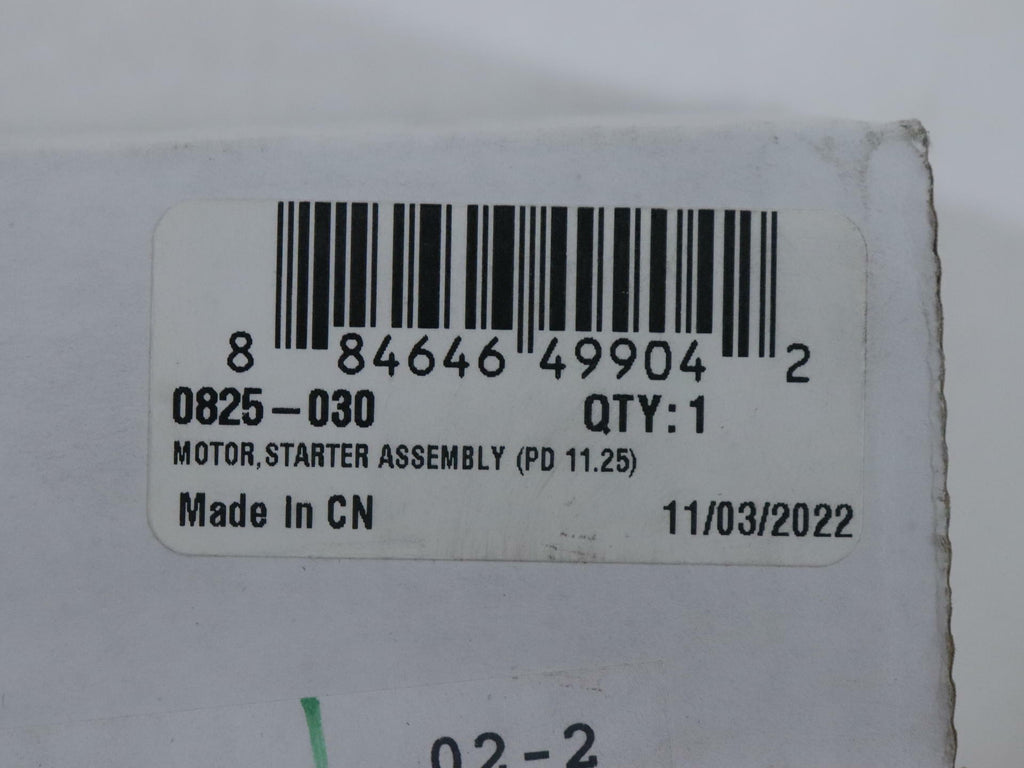 8 84646 49904 2
0825-030 QTY: 1
MOTOR,STARTER ASSEMBLY (PD 11.25)
Made In CN 11/03/2022
02-2